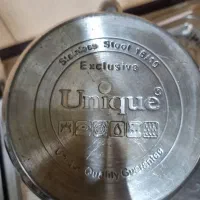 Stainless Steel 18/10
Exclusive
Unique®
Quality Guaranteed